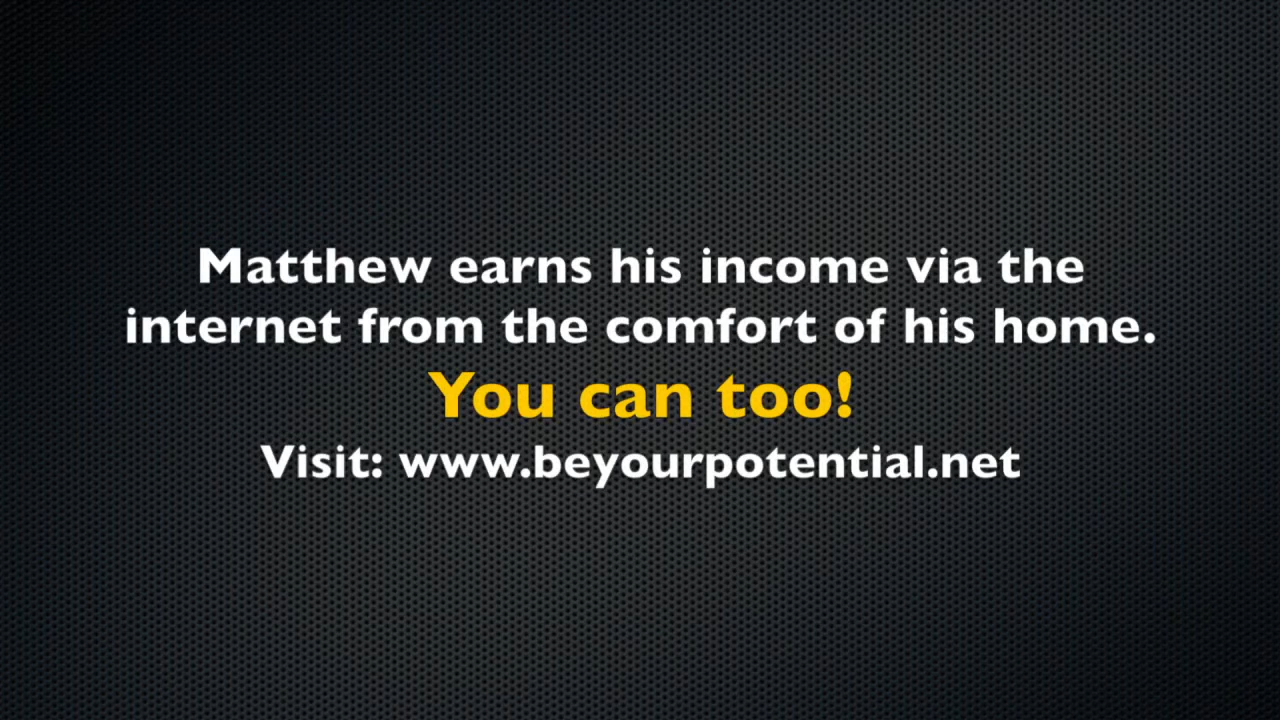 Matthew earns his income via the
internet from the comfort of his home.
You can too!
Visit: www.beyourpotential.net